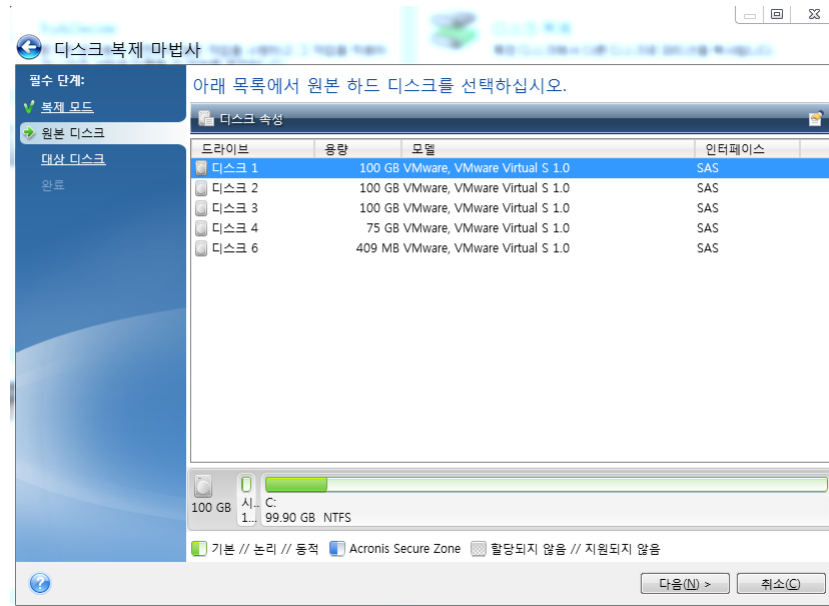 디스크 복제 마법사
필수 단계:
복제 모드
원본 디스크
대상 디스크
완료
아래 목록에서 원본 하드 디스크를 선택하십시오.
디스크 속성
드라이브 용량 모델 인터페이스
디스크 1 100 GB VMware, VMware Virtual S 1.0 SAS
디스크 2 100 GB VMware, VMware Virtual S 1.0 SAS
디스크 3 100 GB VMware, VMware Virtual S 1.0 SAS
디스크 4 75 GB VMware, VMware Virtual S 1.0 SAS
디스크 6 409 MB VMware, VMware Virtual S 1.0 SAS
100 GB
시...
1...
C:
99.90 GB NTFS
기본 // 논리 // 동적 Acronis Secure Zone 할당되지 않음 // 지원되지 않음
다음(N) > 취소(C)